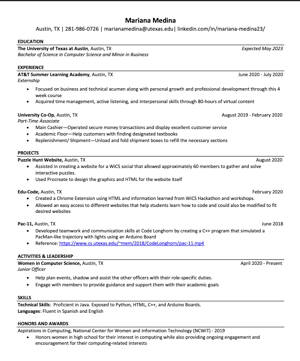 Mariana Medina
Austin, TX | 281-986-0726 | marianamedina@utexas.edu| linkedin.com/in/mariana-medina23/
EDUCATION
The University of Texas at Austin, Austin, TX Expected May 2023
Bachelor of Science in Computer Science and Minor in Business
EXPERIENCE
AT&T Summer Learning Academy, Austin, TX June 2020 - July 2020
Externship
• Focused on business and technical acumen along with personal growth and professional development through this 4
week course
• Acquired time management, active listening, and interpersonal skills through 80-hours of virtual content
University Co-Op, Austin, TX August 2019 - February 2020
Part-Time Associate
• Main Cashier—Operated secure money transactions and display excellent customer service
• Academic Floor—Help customers with finding designated textbooks
• Replenishment/ Shipment—Unload and fold shipment boxes to refill the necessary sections
PROJECTS
Puzzle Hunt Website, Austin, TX August 2020
• Assisted in creating a website for a WICS social that allowed approximately 60 members to gather and solve
interactive puzzles.
• Used Procreate to design the graphics and HTML for the website itself
Edu-Code, Austin, TX February 2020
• Created a Chrome Extension using HTML and information learned from WICS Hackathon and workshops.
• Allowed an easy access to different websites that help students learn how to code and could also be modified to fit
desired websites
Pac-11, Austin, TX June 2018
• Developed teamwork and communication skills at Code Longhorn by creating a C++ program that simulated a
PacMan-like trajectory with lights using an Arduino Board
• Reference: https://www.cs.utexas.edu/~mem/2018/CodeLonghorn/pac-11.mp4
ACTIVITIES & LEADERSHIP
Women in Computer Science, Austin, TX April 2020 - Present
Junior Officer
• Help plan events, shadow and assist the other officers with their role-specific duties.
• Engage with members to provide guidance and support them with their academic goals
SKILLS
Technical Skills: Proficient in Java. Exposed to Python, HTML, C++, and Arduino Boards.
Languages: Fluent in Spanish and English
HONORS AND AWARDS
Aspirations in Computing, National Center for Women and Information Technology (NCWIT) - 2019
• Honors women in high school for their interest in computing while also providing ongoing engagement and
encouragement for their computing-related interests